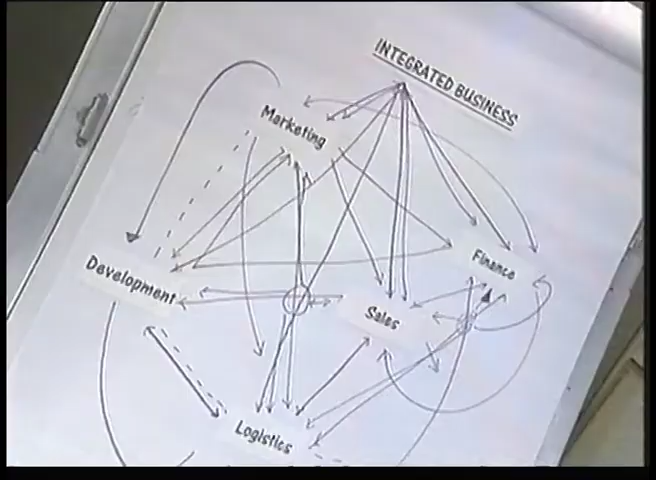 INTEGRATED BUSINESS
Marketing
Finance
Development
Sales
Logistics